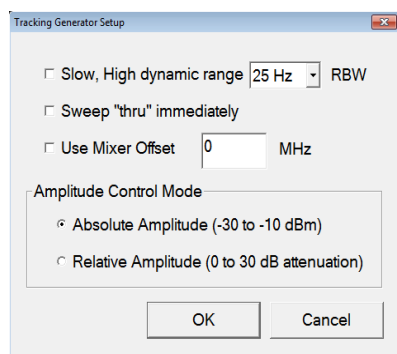 Tracking Generator Setup
Slow, High dynamic range 25 Hz RBW
Sweep "thru" immediately
Use Mixer Offset 0 MHz
Amplitude Control Mode
Absolute Amplitude (-30 to -10 dBm)
Relative Amplitude (0 to 30 dB attenuation)
OK Cancel